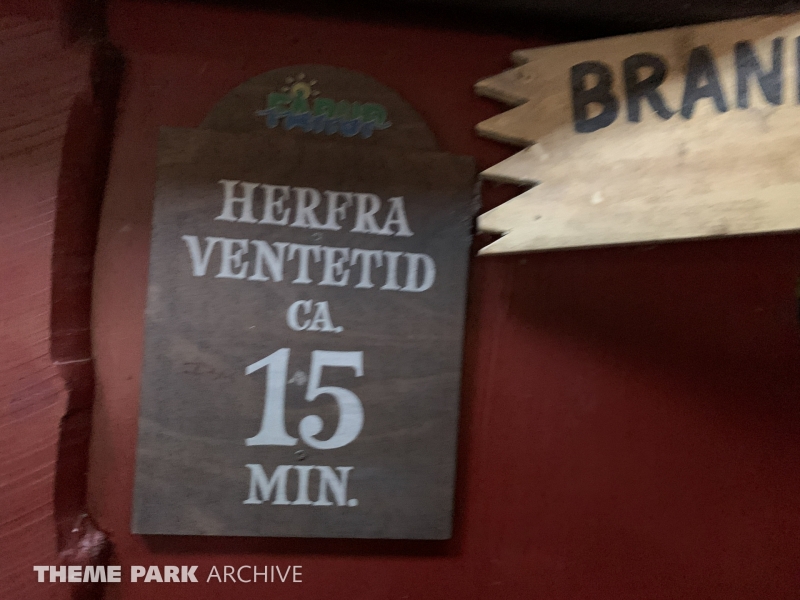 FÅRUP
HERFRA
VENTETID
CA.
15
MIN.
BRAN
THEME PARK ARCHIVE